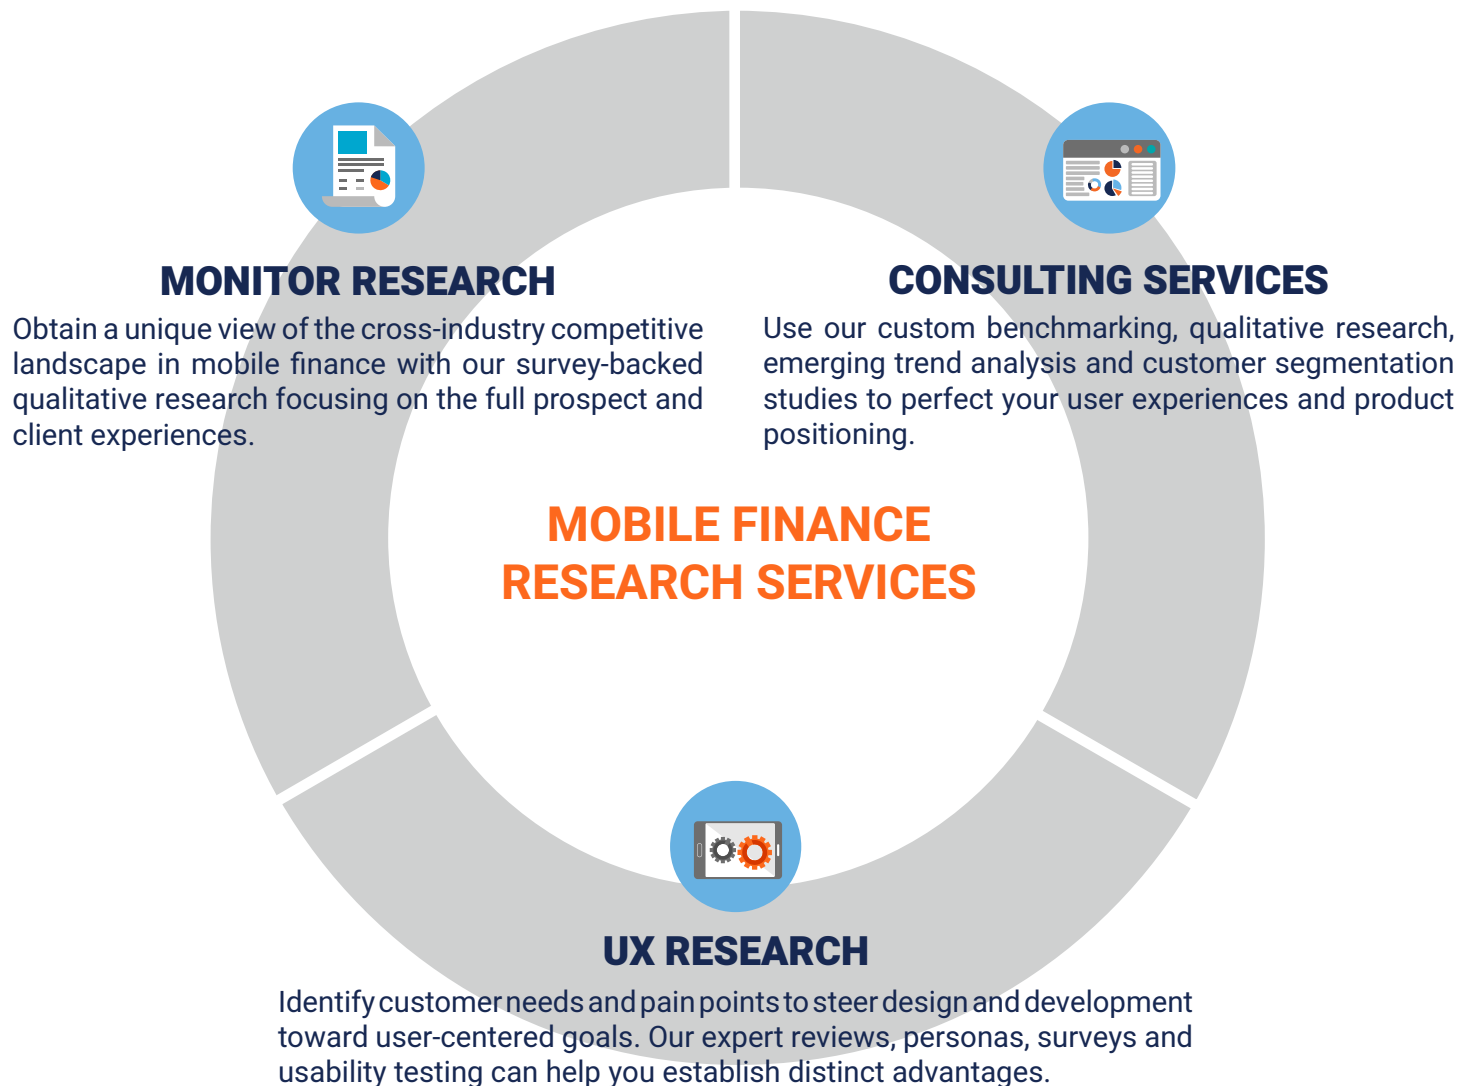 MONITOR RESEARCH
Obtain a unique view of the cross-industry competitive
landscape in mobile finance with our survey-backed
qualitative research focusing on the full prospect and
client experiences.
CONSULTING SERVICES
Use our custom benchmarking, qualitative research,
emerging trend analysis and customer segmentation
studies to perfect your user experiences and product
positioning.
MOBILE FINANCE
RESEARCH SERVICES
UX RESEARCH
Identify customer needs and pain points to steer design and development
toward user-centered goals. Our expert reviews, personas, surveys and
usability testing can help you establish distinct advantages.